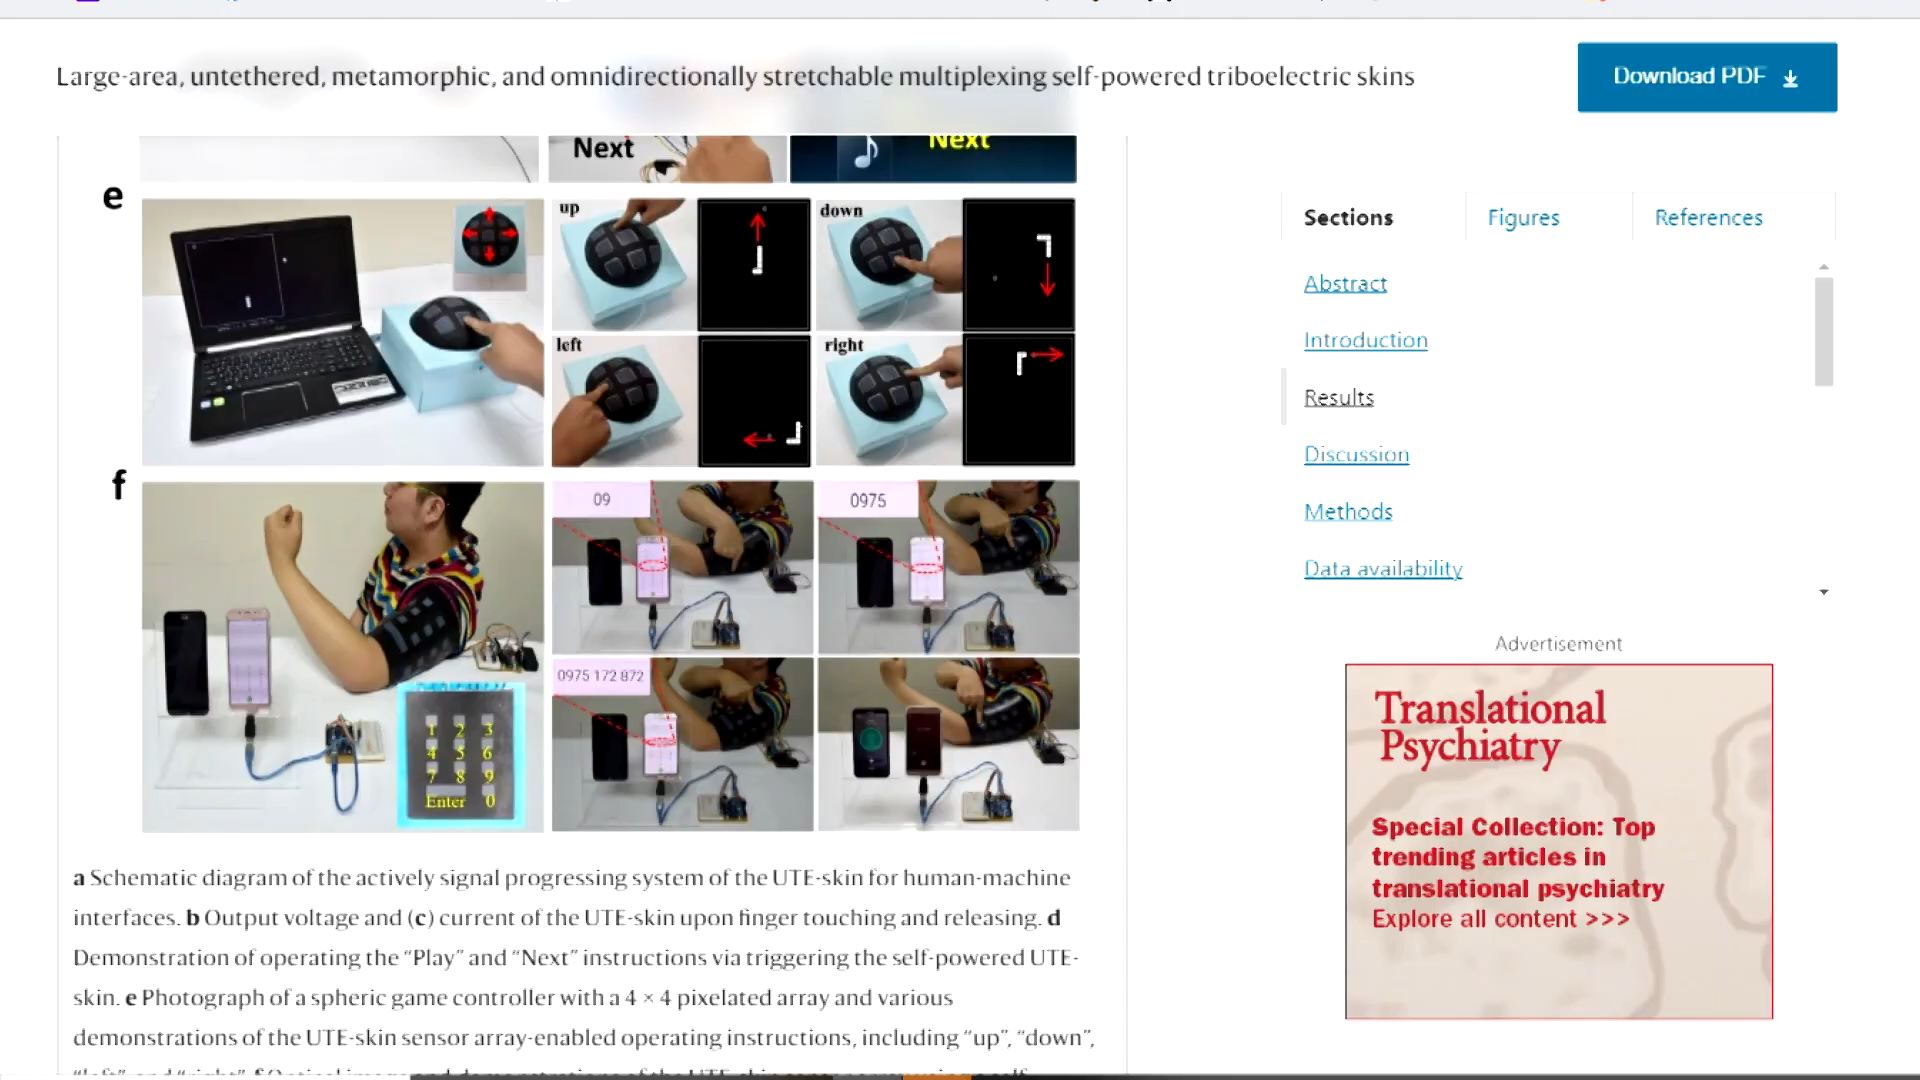 Large-area, untethered, metamorphic, and omnidirectionally stretchable multiplexing self-powered triboelectric skins
Download PDF
Next
Next
e
up
down
left
right
f
09
0975
0975 172 872
1 2 3
4 5 6
7 8 9
Enter 0
a Schematic diagram of the actively signal progressing system of the UTE-skin for human-machine
interfaces. b Output voltage and (c) current of the UTE-skin upon finger touching and releasing. d
Demonstration of operating the “Play” and “Next” instructions via triggering the self-powered UTE-
skin. e Photograph of a spheric game controller with a 4 × 4 pixelated array and various
demonstrations of the UTE-skin sensor array-enabled operating instructions, including “up”, “down”,
Sections
Figures
References
Abstract
Introduction
Results
Discussion
Methods
Data availability
Advertisement
Translational
Psychiatry
Special Collection: Top
trending articles in
translational psychiatry
Explore all content >>>